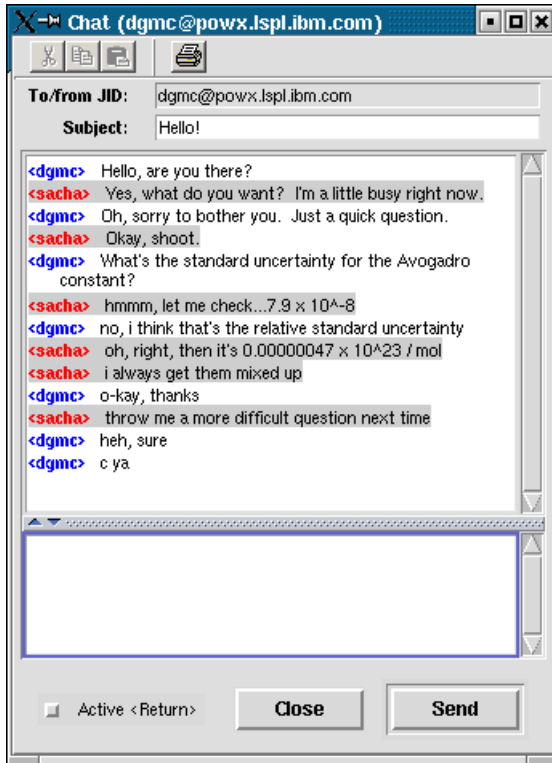 Chat (dgmc@powx.lspl.ibm.com)
To/from JID: dgmc@powx.lspl.ibm.com
Subject: Hello!
<dgmc> Hello, are you there?
<sacha> Yes, what do you want? I'm a little busy right now.
<dgmc> Oh, sorry to bother you. Just a quick question.
<sacha> Okay, shoot.
<dgmc> What's the standard uncertainty for the Avogadro
constant?
<sacha> hmmm, let me check...7.9 x 10^-8
<dgmc> no, i think that's the relative standard uncertainty
<sacha> oh, right, then it's 0.00000047 x 10^23 / mol
<sacha> i always get them mixed up
<dgmc> o-kay, thanks
<sacha> throw me a more difficult question next time
<dgmc> heh, sure
<dgmc> c ya
Active <Return> Close Send